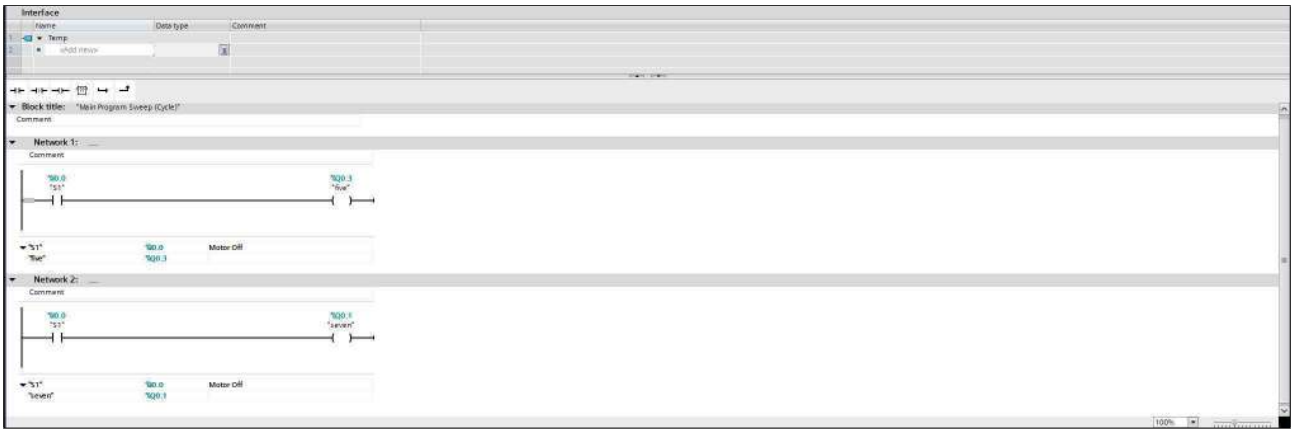 Interface
Name Data type Comment
1 Temp
2 <Add new>
Block title: "Main Program Sweep (Cycle)"
Comment
Network 1: ....
Comment
%I0.0 %Q0.3
"S1" "five"
"S1" %I0.0 Motor Off
"five" %Q0.3
Network 2: ....
Comment
%I0.0 %Q0.1
"S1" "seven"
"S1" %I0.0 Motor Off
"seven" %Q0.1
100%